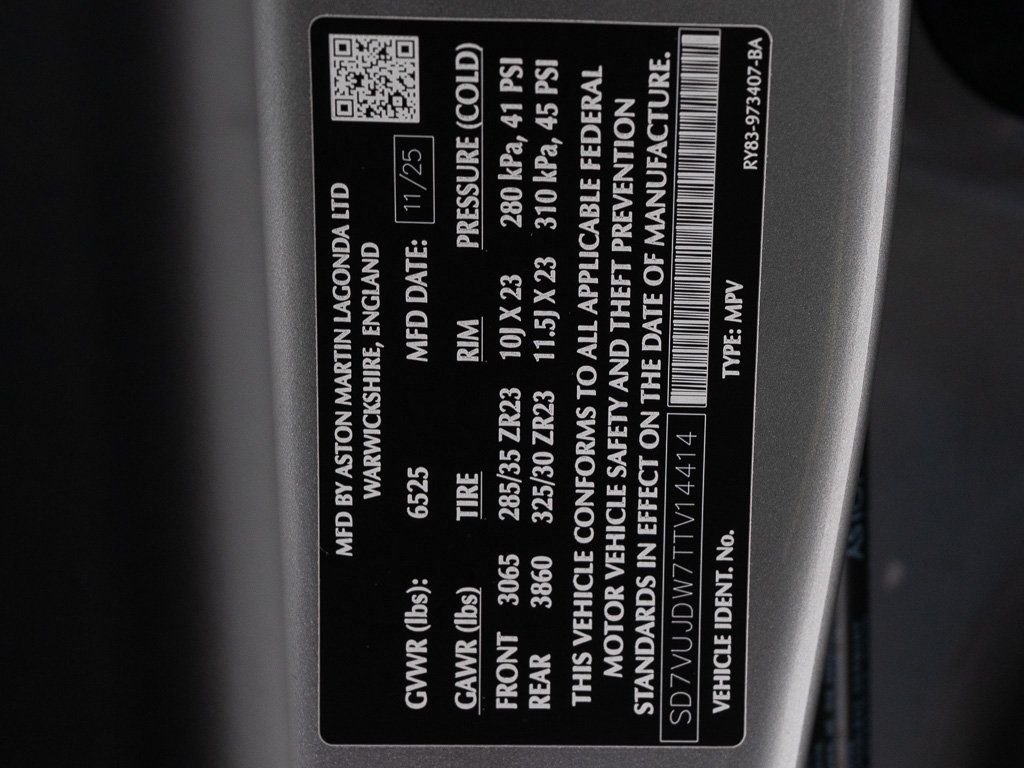 MFD BY ASTON MARTIN LAGONDA LTD
WARWICKSHIRE, ENGLAND
GVWR (lbs): 6525 MFD DATE: 11/25
GAWR (lbs) TIRE RIM PRESSURE (COLD)
FRONT 3065 285/35 ZR23 10J X 23 280 kPa, 41 PSI
REAR 3860 325/30 ZR23 11.5J X 23 310 kPa, 45 PSI
THIS VEHICLE CONFORMS TO ALL APPLICABLE FEDERAL
MOTOR VEHICLE SAFETY AND THEFT PREVENTION
STANDARDS IN EFFECT ON THE DATE OF MANUFACTURE.
SD7VUJDW7TTV14414
VEHICLE IDENT. No. TYPE: MPV
RY83-973407-BA